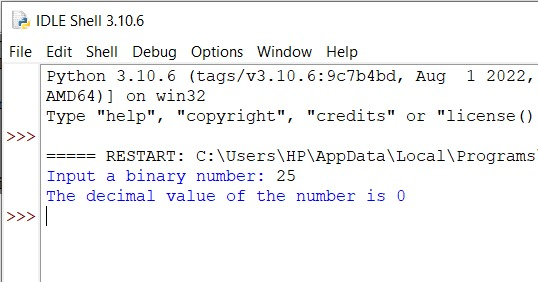 IDLE Shell 3.10.6
File Edit Shell Debug Options Window Help
Python 3.10.6 (tags/v3.10.6:9c7b4bd, Aug  1 2022,
AMD64)] on win32
Type "help", "copyright", "credits" or "license()
>>>
===== RESTART: C:\Users\HP\AppData\Local\Programs\
Input a binary number: 25
The decimal value of the number is 0
>>>